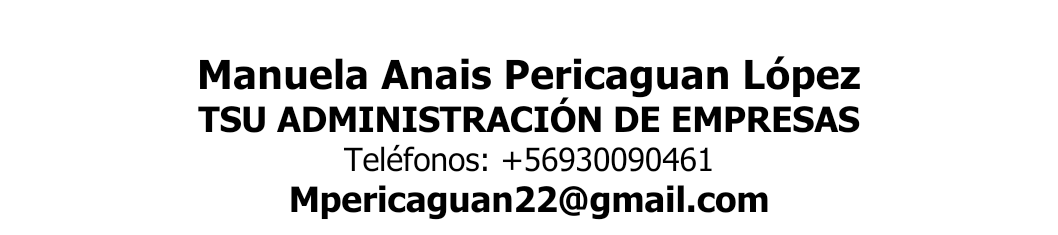 Manuela Anais Pericaguan López
TSU ADMINISTRACIÓN DE EMPRESAS
Teléfonos: +56930090461
Mpericaguan22@gmail.com